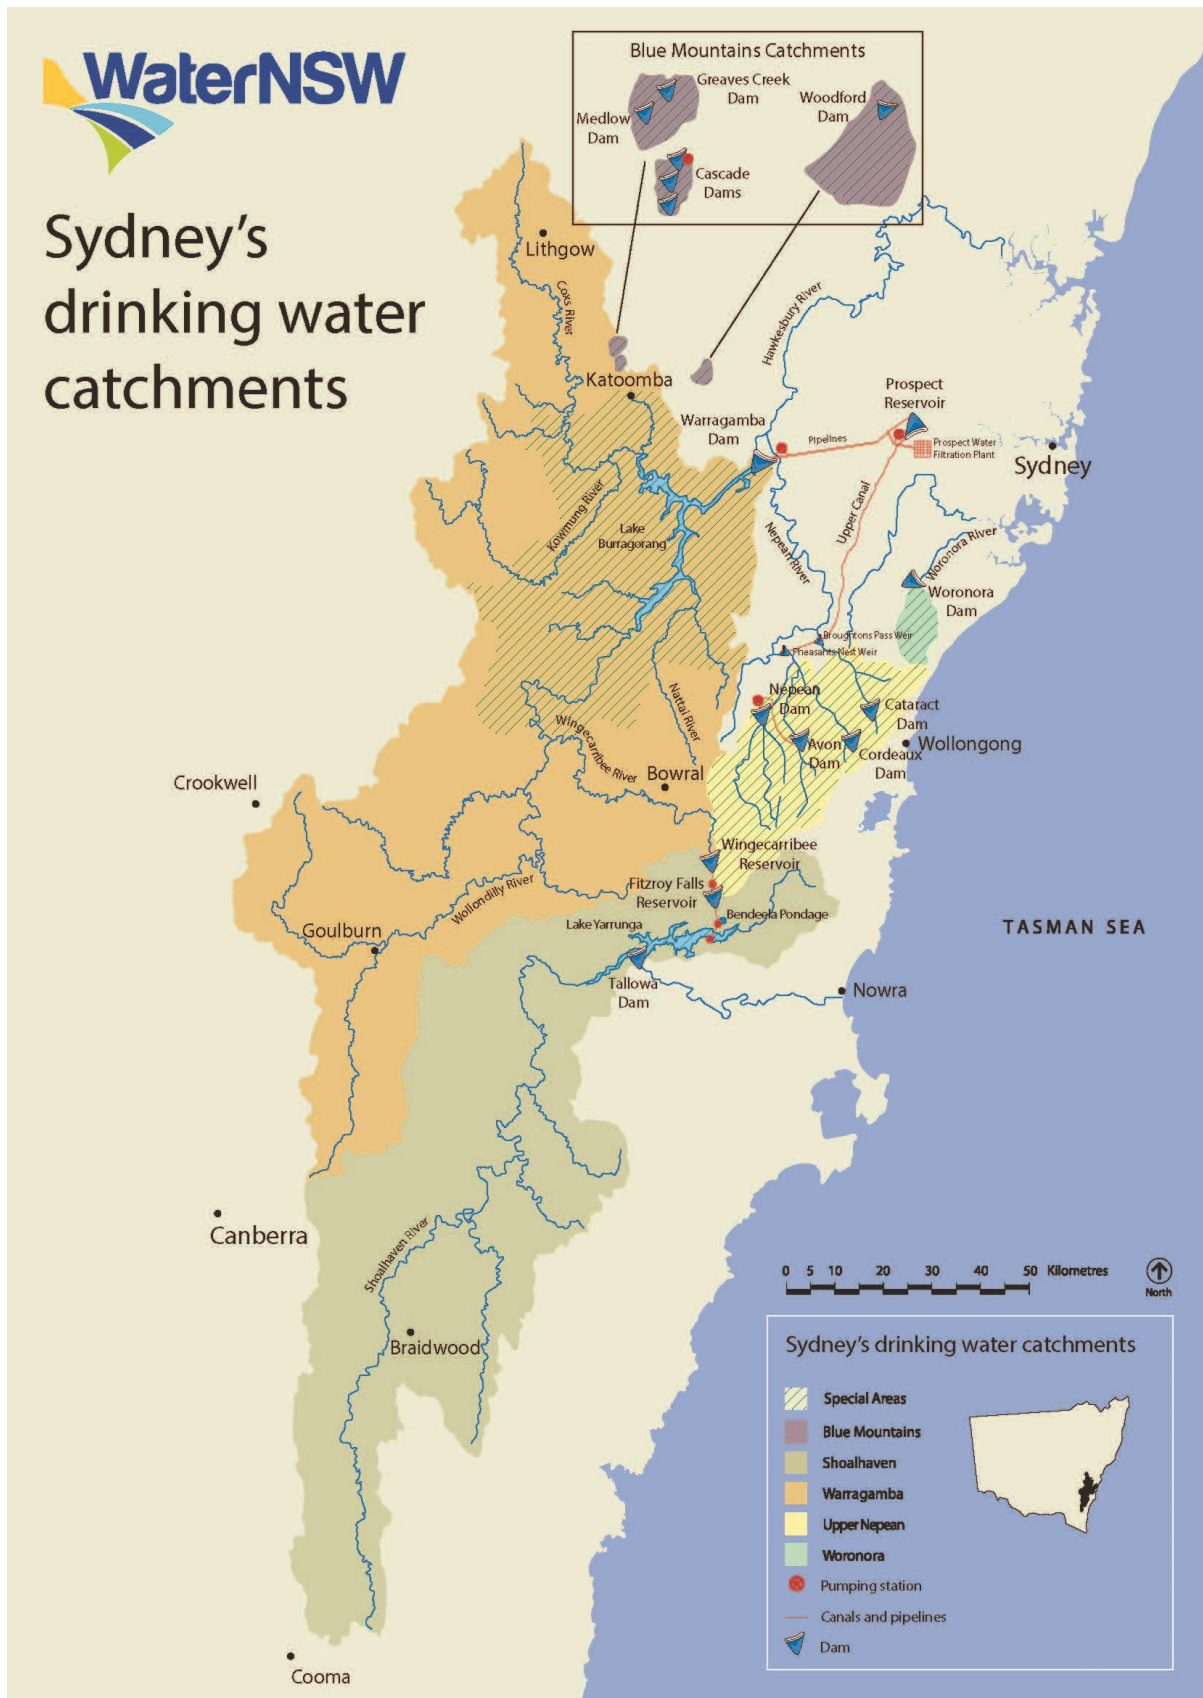 WaterNSW
Sydney's
drinking water
catchments
Blue Mountains Catchments
Greaves Creek
Dam
Medlow
Dam
Woodford
Dam
Cascade
Dams
Lithgow
Coxs River
Hawkesbury River
Katoomba
Prospect
Reservoir
Warragamba
Dam
Pipelines
Prospect Water
Filtration Plant
Sydney
Upper Canal
Kowmung River
Lake
Burragorang
Nepean River
Woronora River
Woronora
Dam
Broughtons Pass Weir
Pheasants Nest Weir
Nattai River
Nepean
Dam
Cataract
Dam
Avon
Dam
Cordeaux
Dam
Wollongong
Wingecarribee River
Bowral
Crookwell
Wingecarribee
Reservoir
Fitzroy Falls
Reservoir
Wollondilly River
Bendeela Pondage
Lake Yarrunga
Goulburn
TASMAN SEA
Tallowa
Dam
Nowra
Canberra
Shoalhaven River
Braidwood
Cooma
0 5 10 20 30 40 50 Kilometres
North
Sydney's drinking water catchments
Special Areas
Blue Mountains
Shoalhaven
Warragamba
Upper Nepean
Woronora
Pumping station
Canals and pipelines
Dam